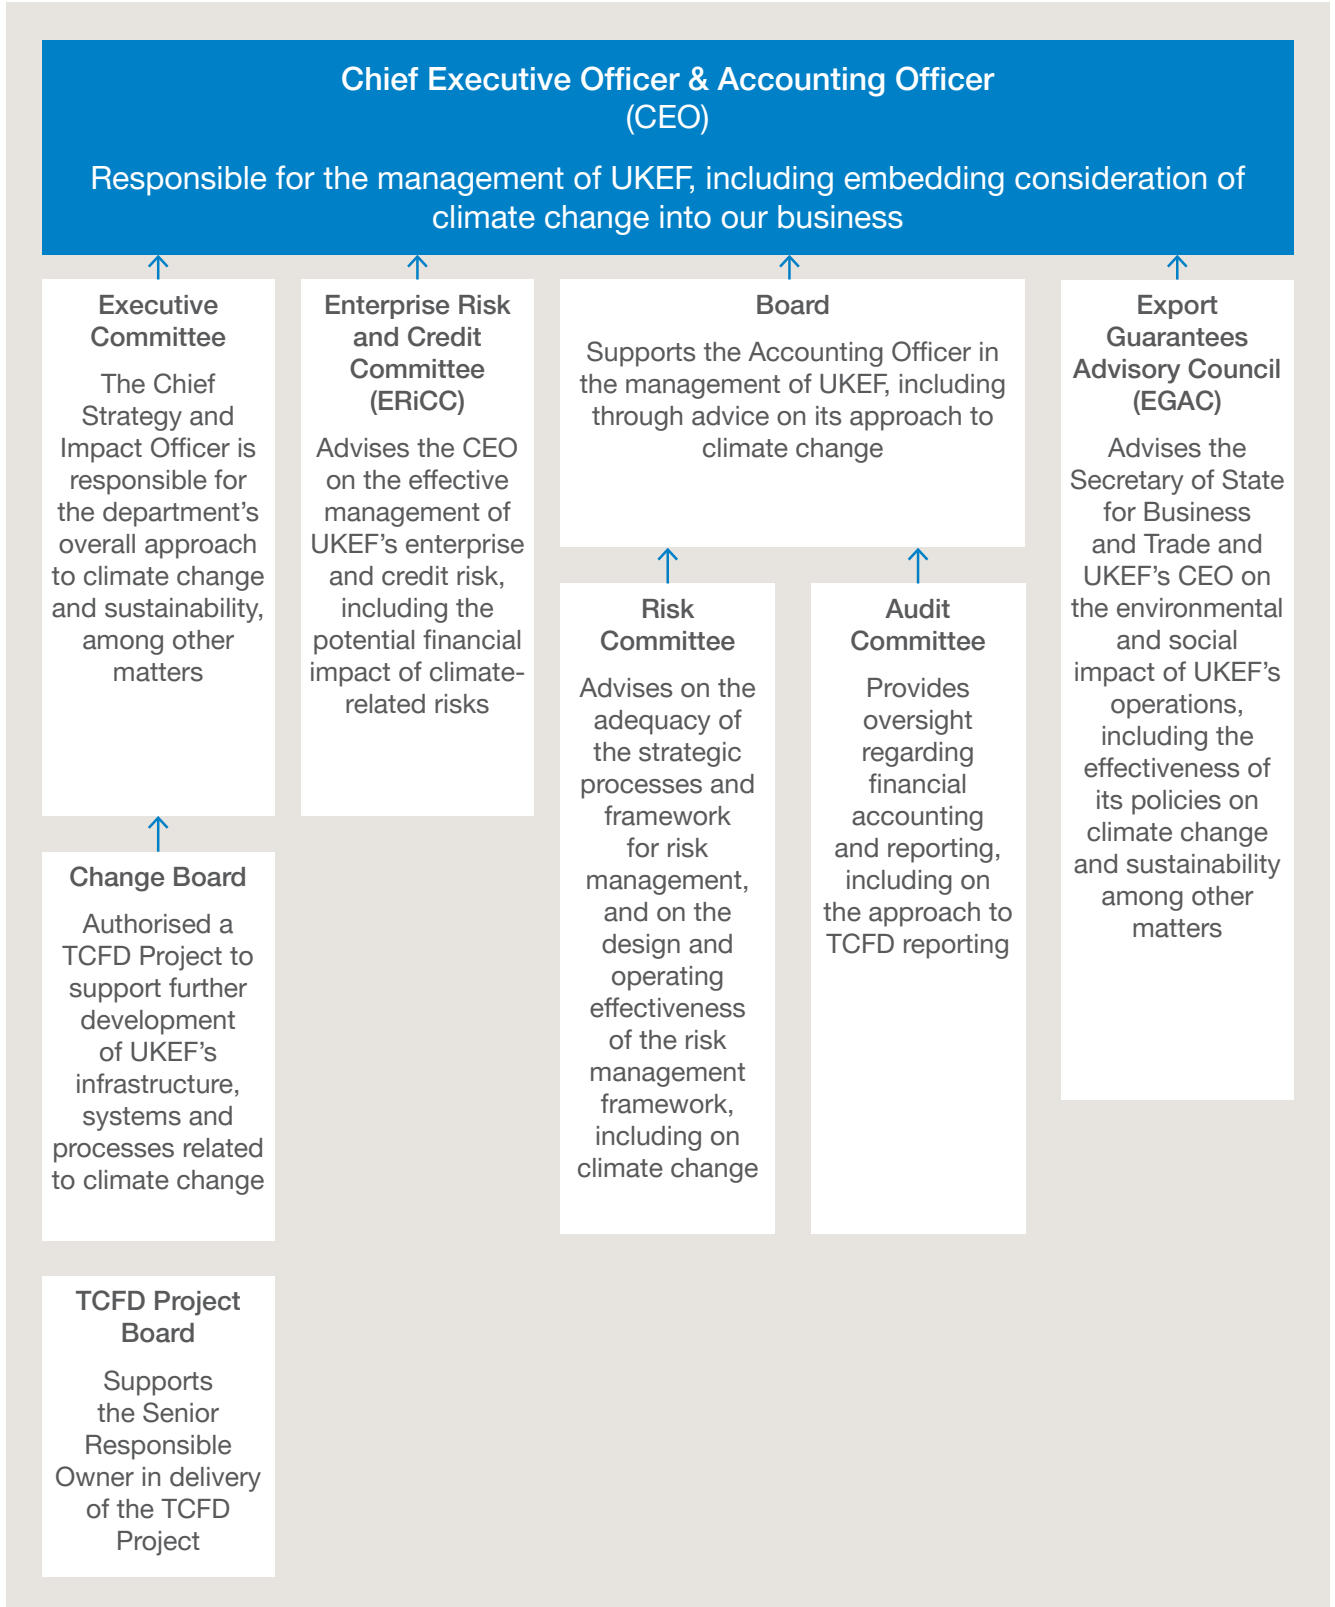 Chief Executive Officer & Accounting Officer
(CEO)
Responsible for the management of UKEF, including embedding consideration of
climate change into our business
Executive
Committee
The Chief
Strategy and
Impact Officer is
responsible for
the department’s
overall approach
to climate change
and sustainability,
among other
matters
Enterprise Risk
and Credit
Committee
(ERiCC)
Advises the CEO
on the effective
management of
UKEF’s enterprise
and credit risk,
including the
potential financial
impact of climate-
related risks
Board
Supports the Accounting Officer in
the management of UKEF, including
through advice on its approach to
climate change
Export
Guarantees
Advisory Council
(EGAC)
Advises the
Secretary of State
for Business
and Trade and
UKEF’s CEO on
the environmental
and social
impact of UKEF’s
operations,
including the
effectiveness of
its policies on
climate change
and sustainability
among other
matters
Risk
Committee
Advises on the
adequacy of
the strategic
processes and
framework
for risk
management,
and on the
design and
operating
effectiveness
of the risk
management
framework,
including on
climate change
Audit
Committee
Provides
oversight
regarding
financial
accounting
and reporting,
including on
the approach to
TCFD reporting
Change Board
Authorised a
TCFD Project to
support further
development
of UKEF’s
infrastructure,
systems and
processes related
to climate change
TCFD Project
Board
Supports
the Senior
Responsible
Owner in delivery
of the TCFD
Project